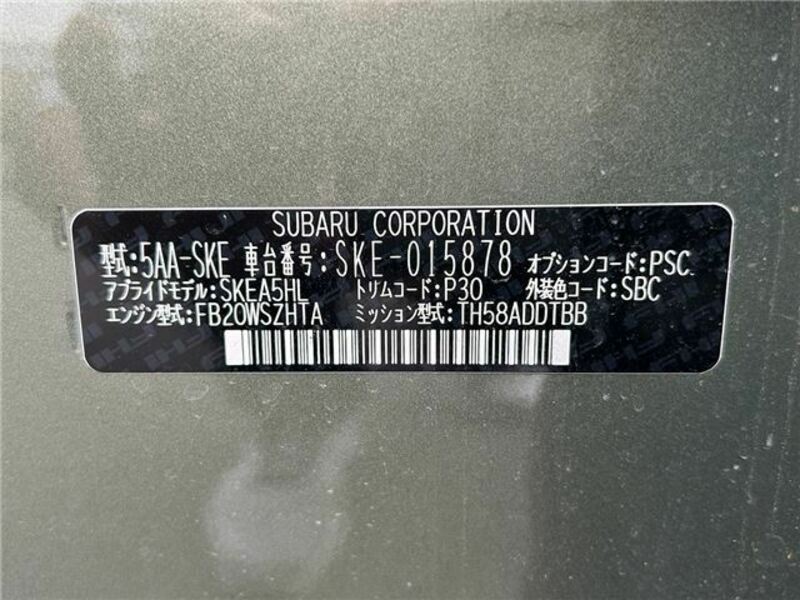 SUBARU CORPORATION
型式:5AA-SKE 車台番号:SKE-015878 オプションコード:PSC
アプライドモデル:SKEA5HL トリムコード:P30 外装色コード:SBC
エンジン型式:FB20WSZHTA ミッション型式:TH58ADDTBB